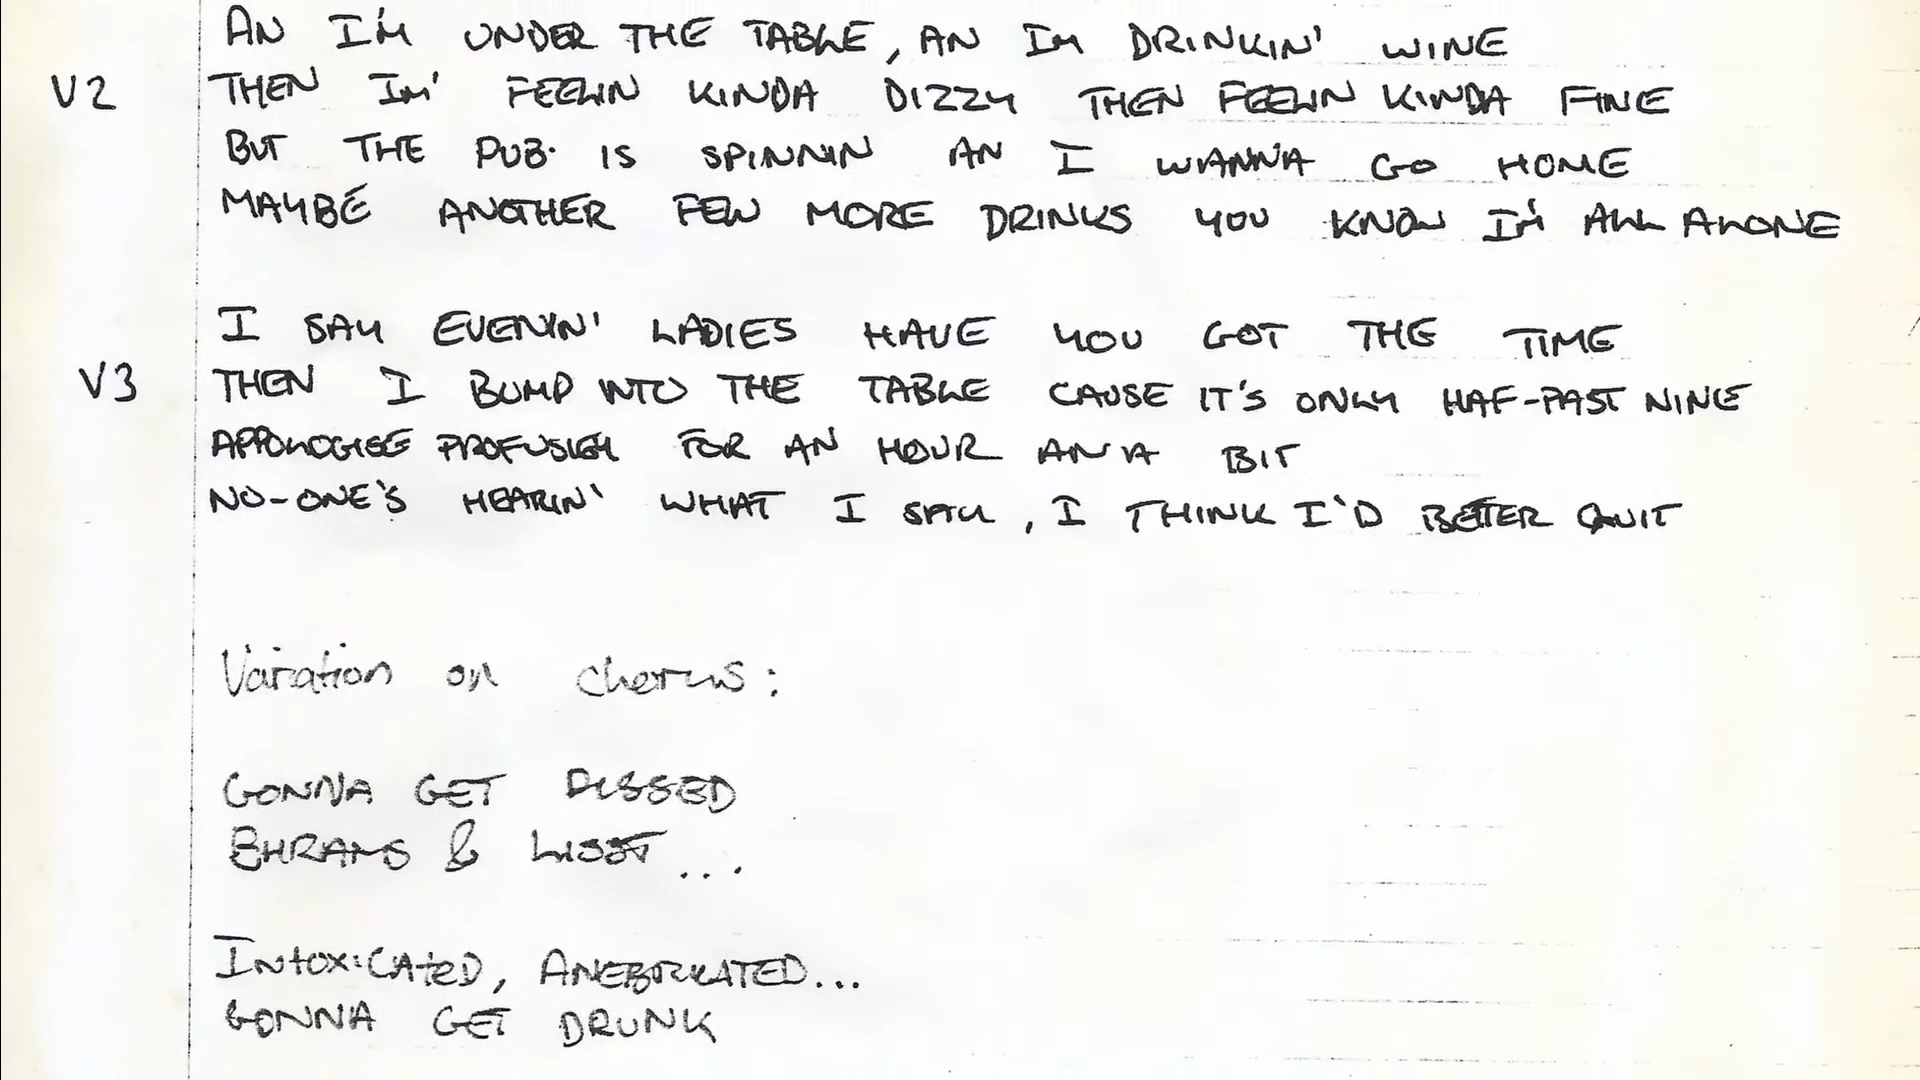 AN I'M UNDER THE TABLE, AN IM DRINKIN' WINE
V2 THEN IM' FEELIN KINDA DIZZY THEN FEELIN KINDA FINE
BUT THE PUB. IS SPINNIN AN I WANNA GO HOME
MAYBE ANOTHER FEW MORE DRINKS YOU KNOW I'M ALL ALONE
I SAY EVENIN' LADIES HAVE YOU GOT THE TIME
V3 THEN I BUMP INTO THE TABLE CAUSE IT'S ONLY HAF-PAST NINE
APPOLOGISE PROFUSLEY FOR AN HOUR AN A BIT
NO-ONE'S HEARIN' WHAT I SAY, I THINK I'D BETTER QUIT
Variation on chorus:
GONNA GET PISSED
BHRAMS & LISST...
INtoxiCAteD, ...
GONNA GET DRUNK